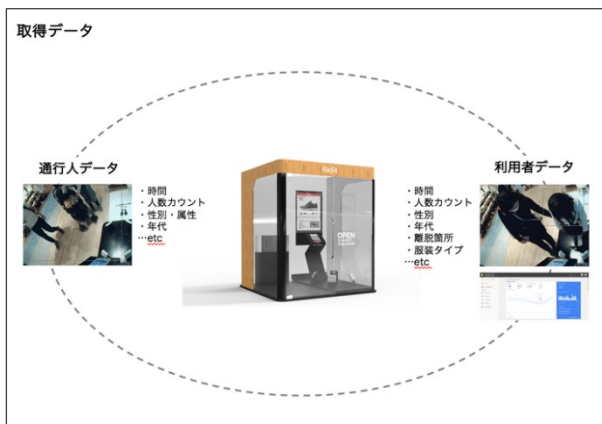 取得データ
通行人データ
・時間
・人数カウント
・性別・属性
・年代
…etc
OPEN
・時間
・人数カウント
・性別
・年代
・離脱箇所
・服装タイプ
…etc
利用者データ